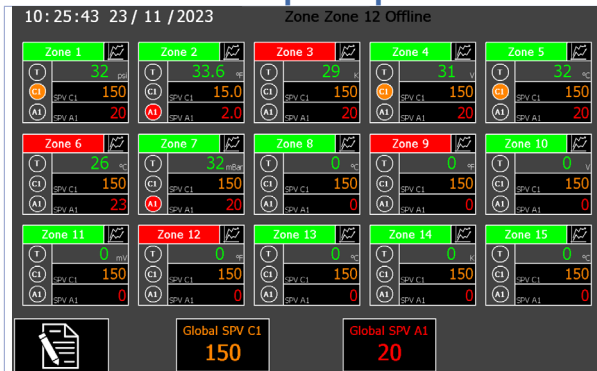 10:25:43 23/11/2023 Zone Zone 12 Offline
Zone 1 Zone 2 Zone 3 Zone 4 Zone 5
T 32 psi T 33.6 °F T 29 K T 31 V T 32 °C
C1 SPV C1 150 C1 SPV C1 15.0 C1 SPV C1 150 C1 SPV C1 150 C1 SPV C1 150
A1 SPV A1 20 A1 SPV A1 2.0 A1 SPV A1 20 A1 SPV A1 20 A1 SPV A1 20
Zone 6 Zone 7 Zone 8 Zone 9 Zone 10
T 26 °C T 32 mBar T 0 °C T 0 °F T 0 V
C1 SPV C1 150 C1 SPV C1 150 C1 SPV C1 150 C1 SPV C1 150 C1 SPV C1 150
A1 SPV A1 23 A1 SPV A1 20 A1 SPV A1 0 A1 SPV A1 0 A1 SPV A1 0
Zone 11 Zone 12 Zone 13 Zone 14 Zone 15
T 0 mV T 0 °F T 0 °C T 0 K T 0 °C
C1 SPV C1 150 C1 SPV C1 150 C1 SPV C1 150 C1 SPV C1 150 C1 SPV C1 150
A1 SPV A1 0 A1 SPV A1 0 A1 SPV A1 0 A1 SPV A1 0 A1 SPV A1 0
Global SPV C1 Global SPV A1
150 20